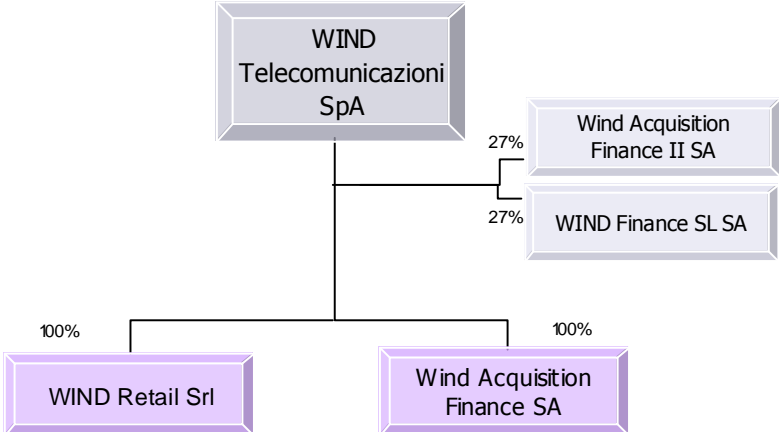 WIND
Telecomunicazioni
SpA
27%
Wind Acquisition
Finance II SA
27%
WIND Finance SL SA
100%
100%
WIND Retail Srl
Wind Acquisition
Finance SA